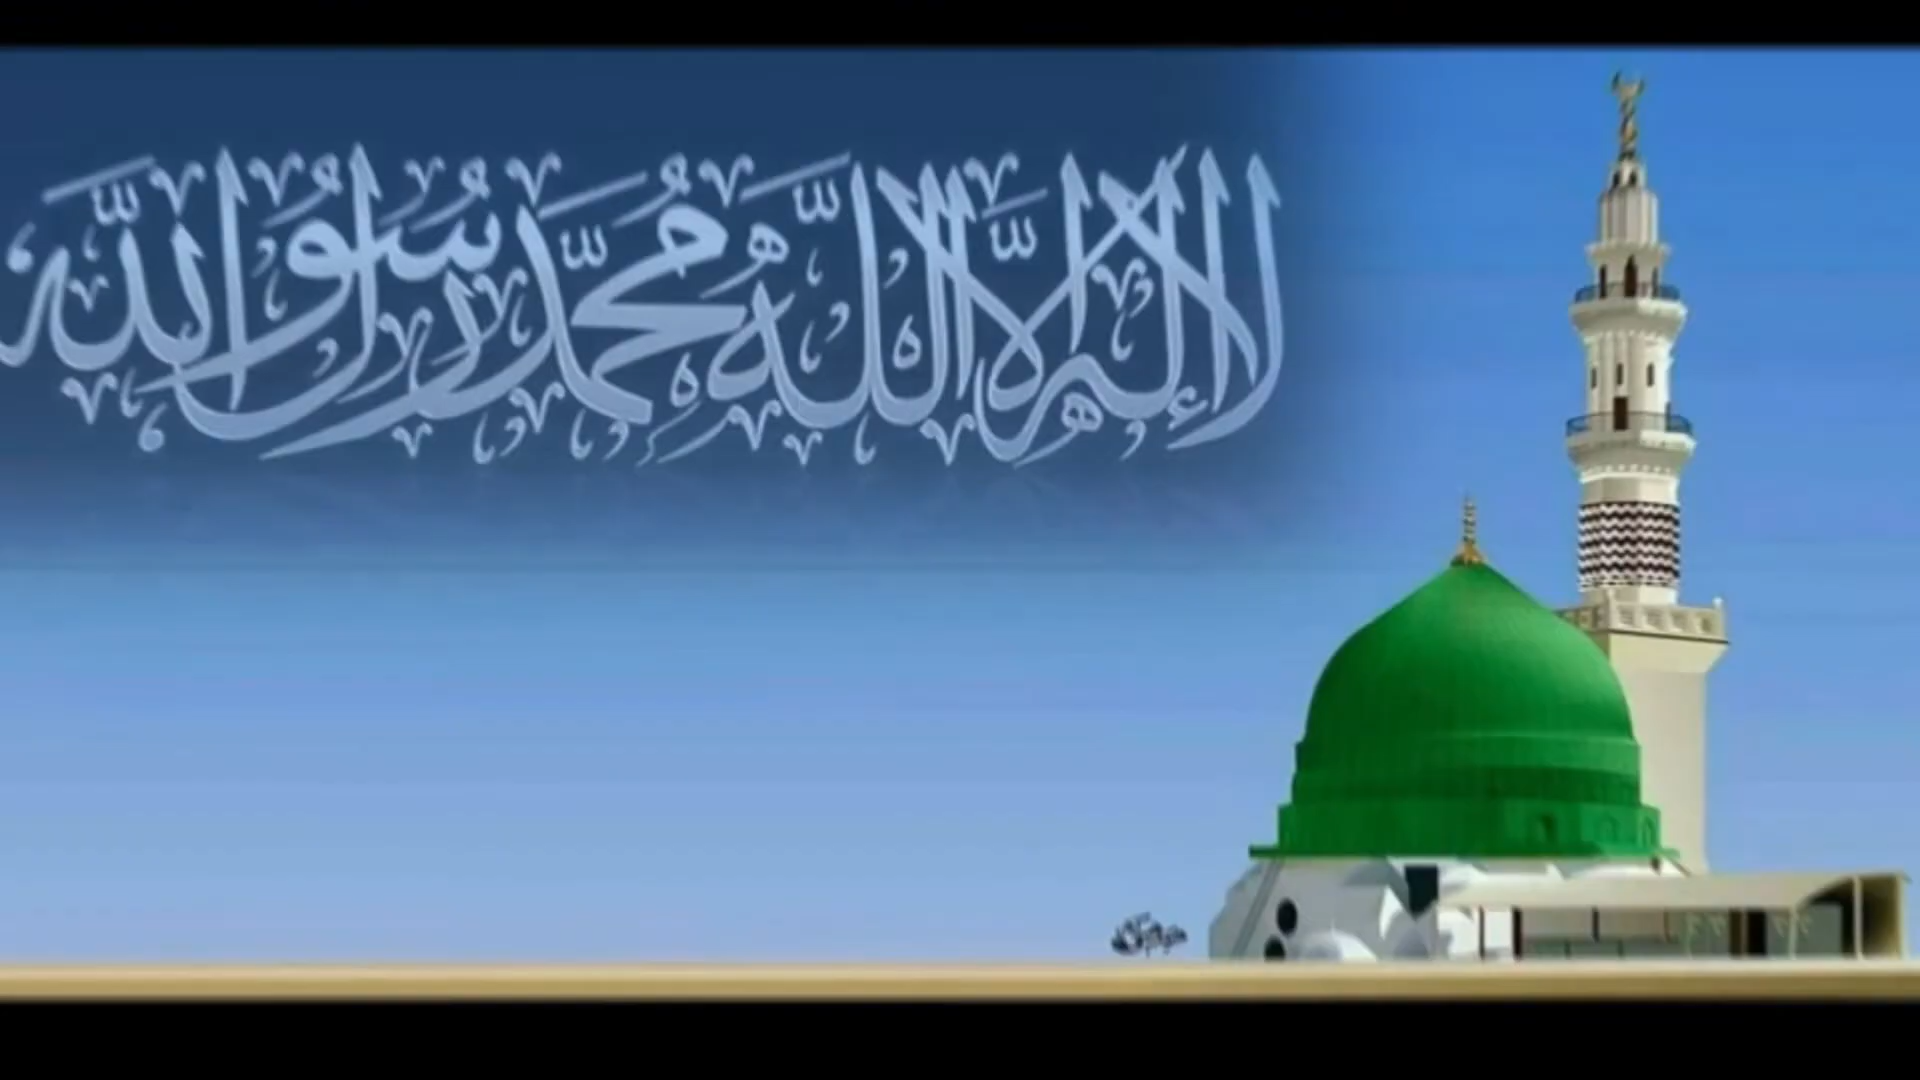 لا إله إلا الله محمد رسول الله